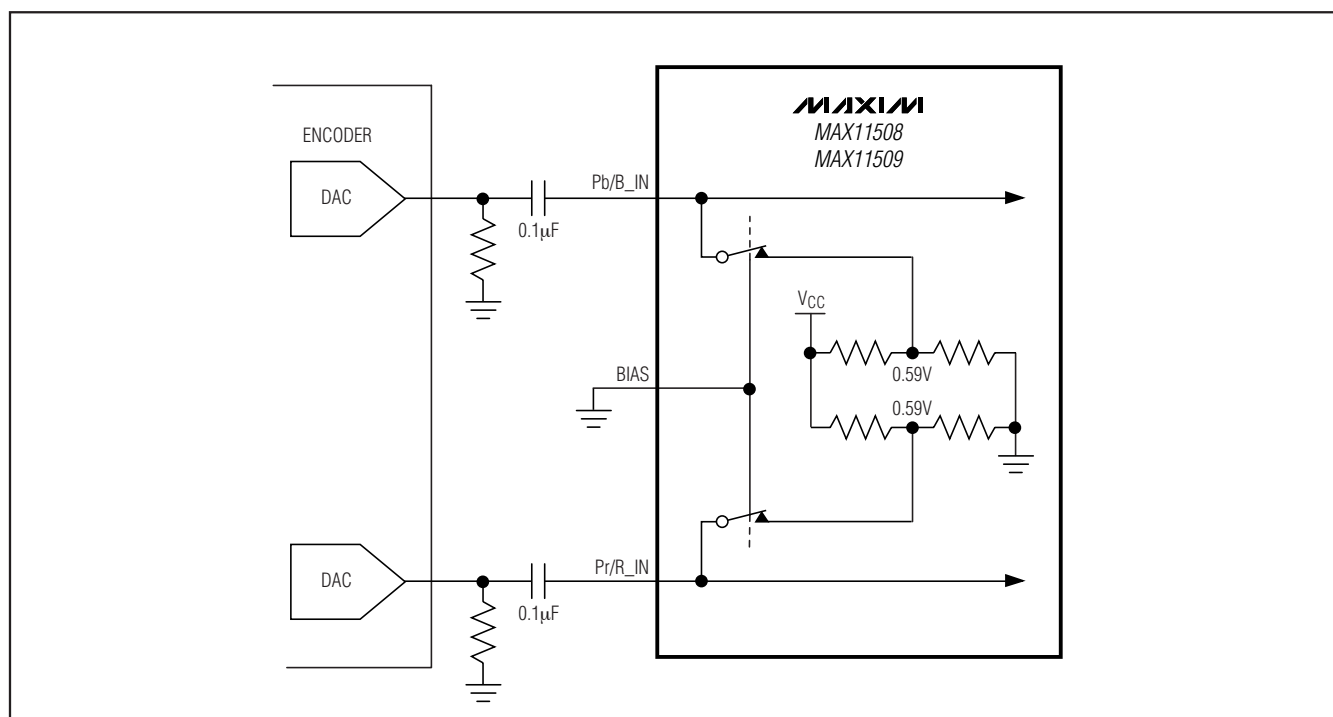 MAXIM
MAX11508
MAX11509
ENCODER
DAC
Pb/B_IN
0.1μF
VCC
0.59V
BIAS
0.59V
DAC
Pr/R_IN
0.1μF